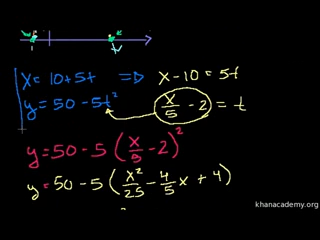 x = 10 + 5t ⇒ x - 10 = 5t
y = 50 - 5t² x/5 - 2 = t
y = 50 - 5 (x/5 - 2)²
y = 50 - 5 (x²/25 - 4/5 x + 4)
khanacademy.org